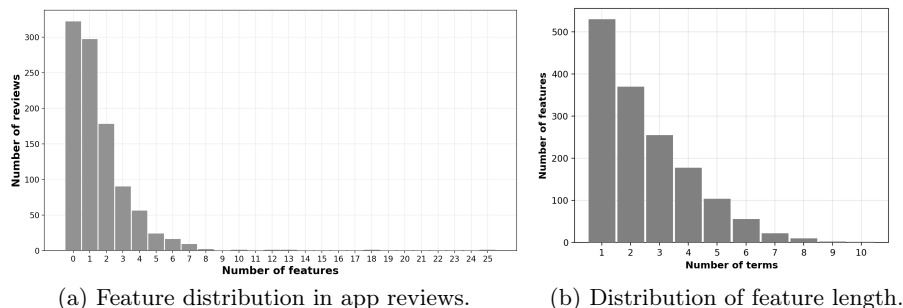 300
250
200
150
100
50
0
Number of reviews
0 1 2 3 4 5 6 7 8 9 10 11 12 13 14 15 16 17 18 19 20 21 22 23 24 25
Number of features
(a) Feature distribution in app reviews.
500
400
300
200
100
0
Number of features
1 2 3 4 5 6 7 8 9 10
Number of terms
(b) Distribution of feature length.